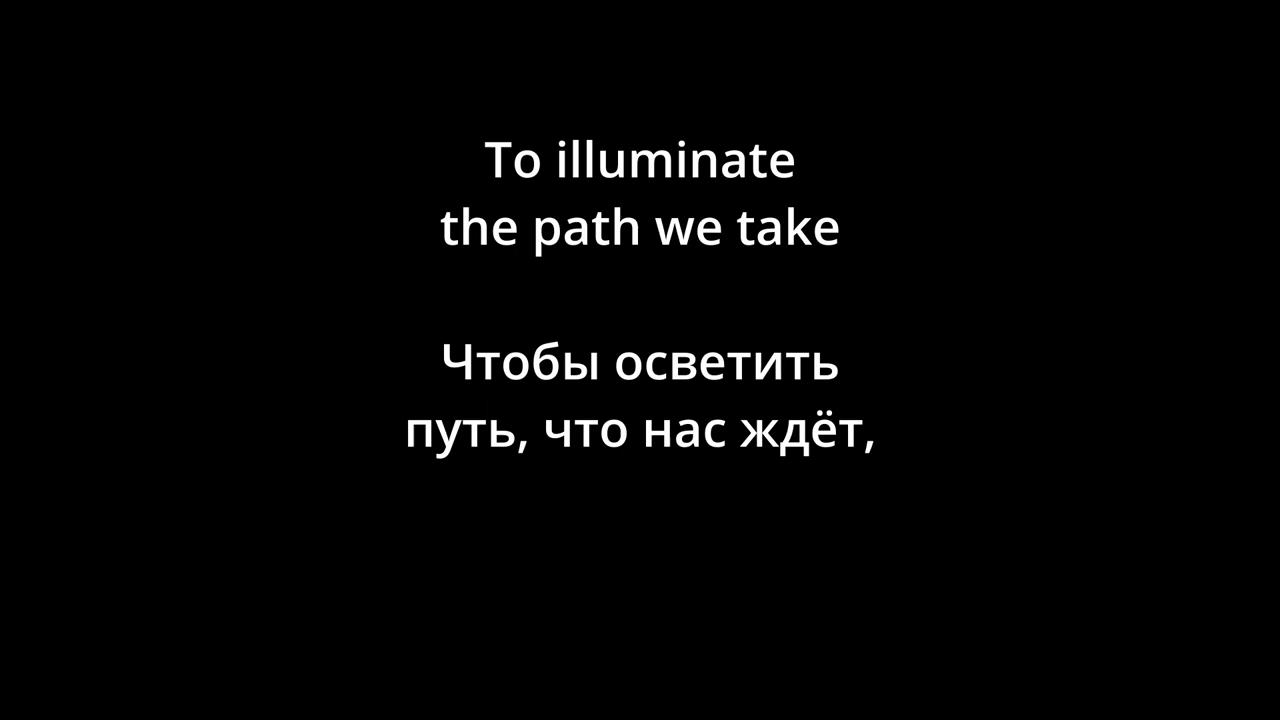 To illuminate
the path we take
Чтобы осветить
путь, что нас ждёт,